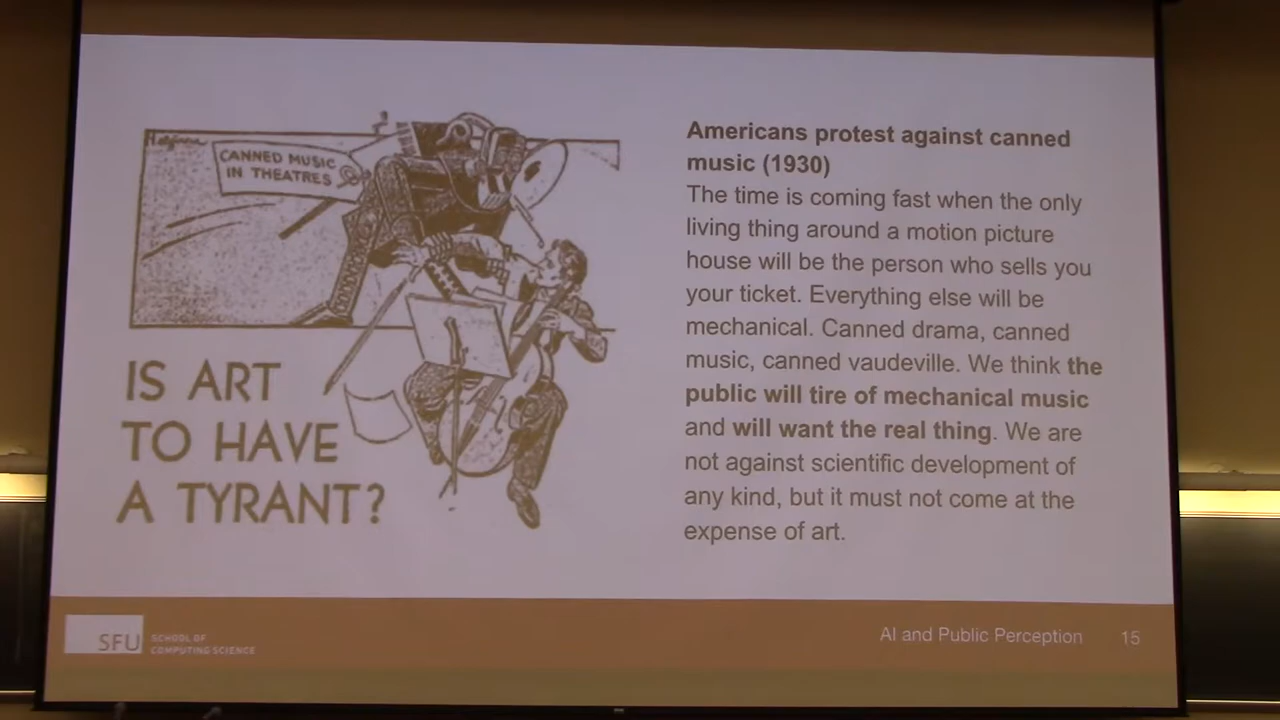 CANNED MUSIC
IN THEATRES
IS ART
TO HAVE
A TYRANT?
Americans protest against canned
music (1930)
The time is coming fast when the only
living thing around a motion picture
house will be the person who sells you
your ticket. Everything else will be
mechanical. Canned drama, canned
music, canned vaudeville. We think the
public will tire of mechanical music
and will want the real thing. We are
not against scientific development of
any kind, but it must not come at the
expense of art.
SFU
SCHOOL OF
COMPUTING SCIENCE
AI and Public Perception 15